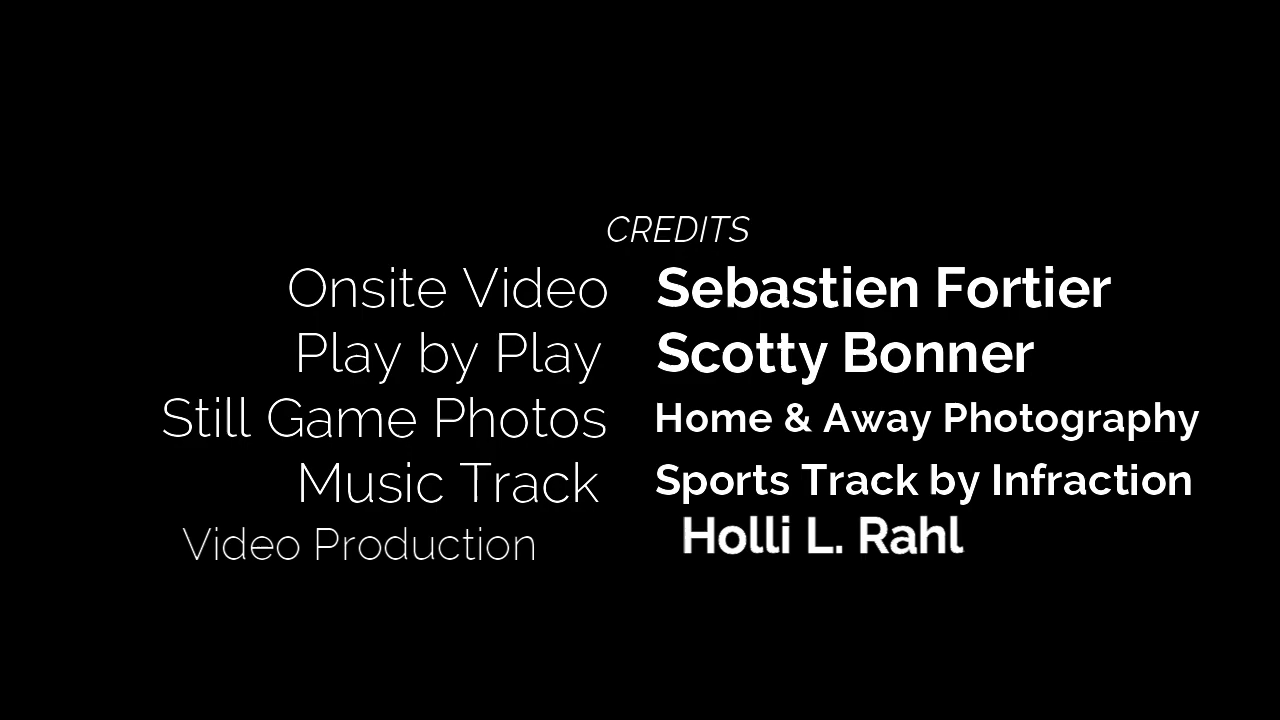 CREDITS
Onsite Video Sebastien Fortier
Play by Play Scotty Bonner
Still Game Photos Home & Away Photography
Music Track Sports Track by Infraction
Video Production Holli L. Rahl